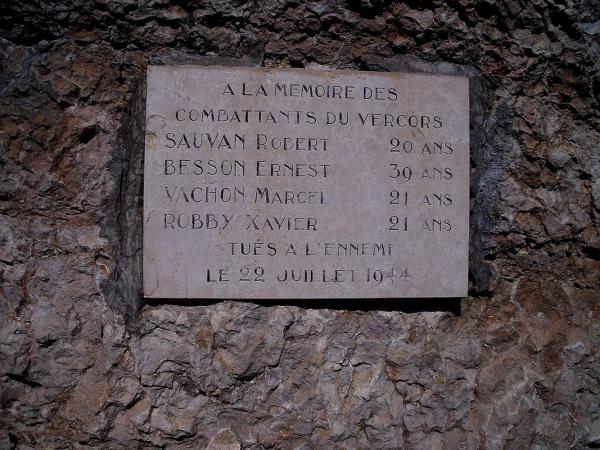 A LA MEMOIRE DES
COMBATTANTS DU VERCORS
SAUVAN ROBERT 20 ANS
BESSON ERNEST 39 ANS
VACHON MARCEL 21 ANS
ROBBY XAVIER 21 ANS
TUÉS A L'ENNEMI
LE 22 JUILLET 1944